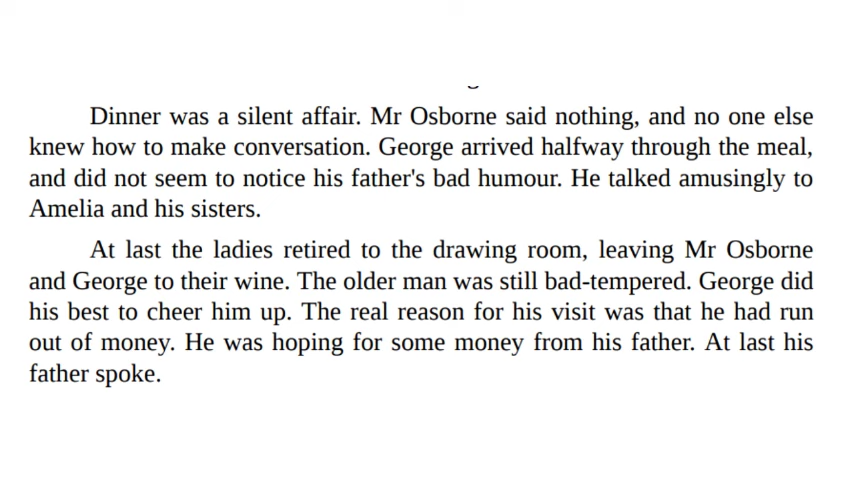 Dinner was a silent affair. Mr Osborne said nothing, and no one else
knew how to make conversation. George arrived halfway through the meal,
and did not seem to notice his father's bad humour. He talked amusingly to
Amelia and his sisters.
At last the ladies retired to the drawing room, leaving Mr Osborne
and George to their wine. The older man was still bad-tempered. George did
his best to cheer him up. The real reason for his visit was that he had run
out of money. He was hoping for some money from his father. At last his
father spoke.